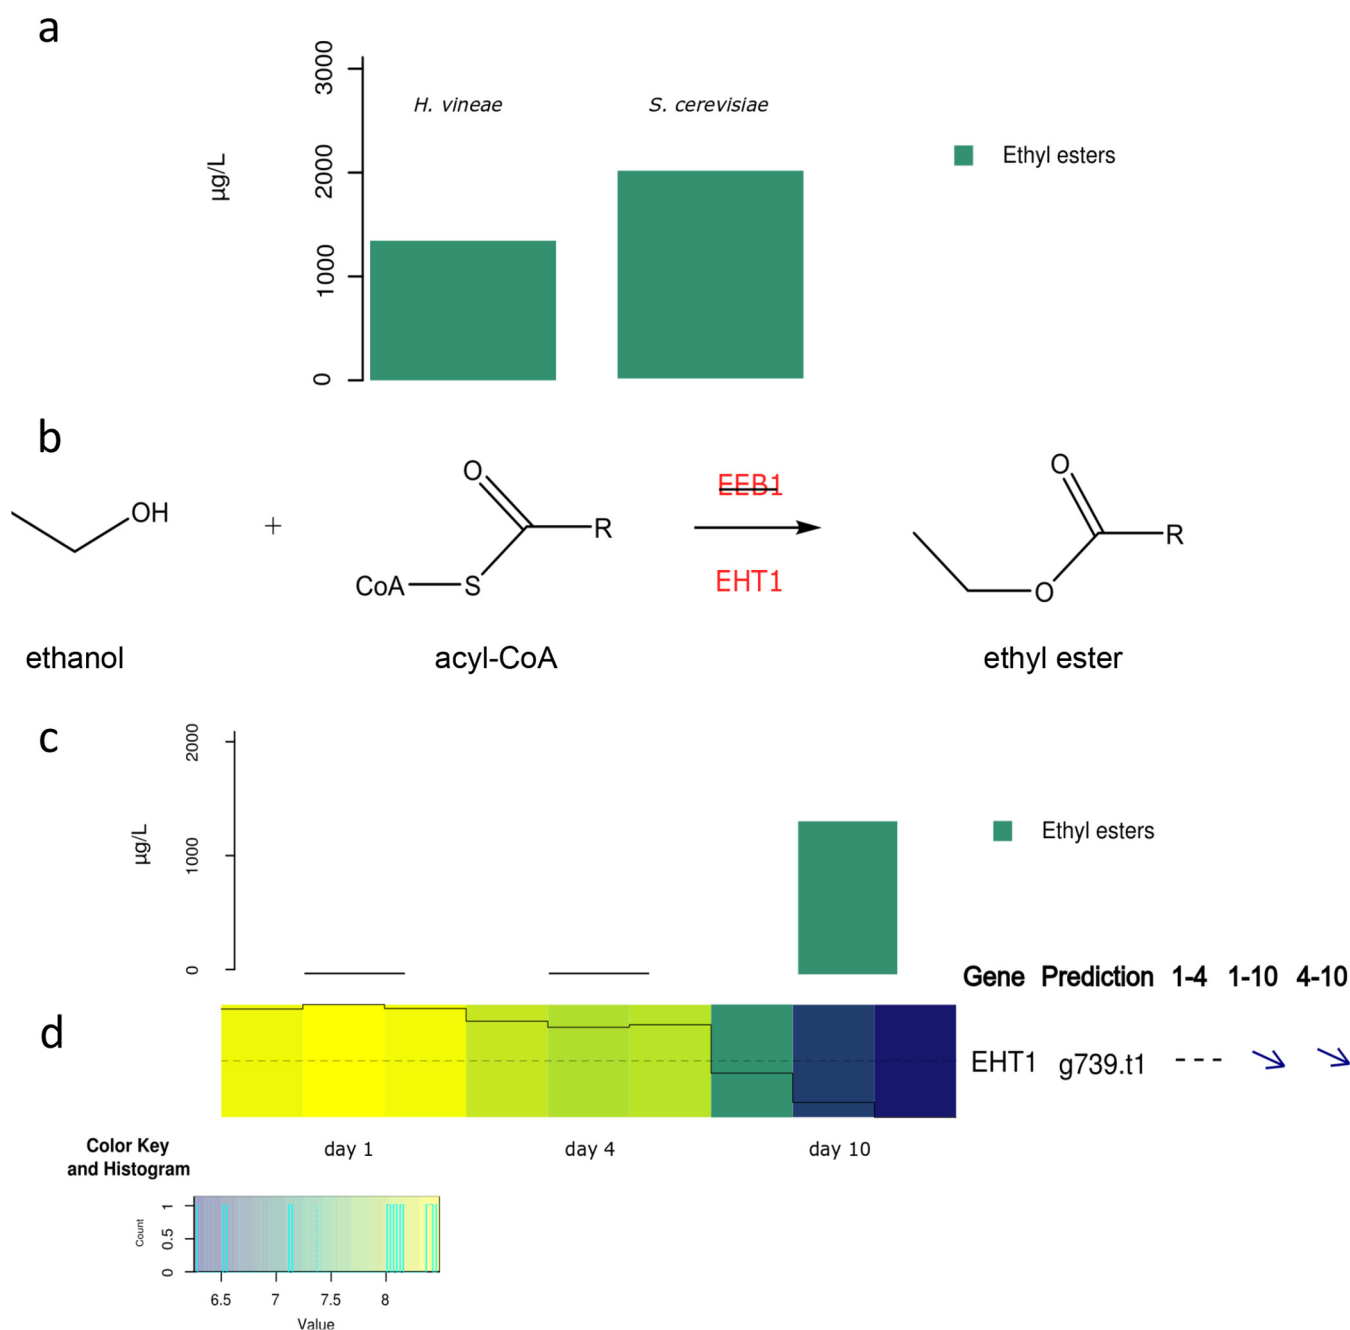 a
3000
2000
1000
0
µg/L
H. vineae
S. cerevisiae
Ethyl esters
b
OH
+
O
R
CoA
S
EEB1
EHT1
O
R
O
ethanol
acyl-CoA
ethyl ester
c
2000
1000
0
µg/L
Ethyl esters
Gene Prediction 1-4 1-10 4-10
d
EHT1 g739.t1 - - -
day 1
day 4
day 10
Color Key
and Histogram
Count
1
0.5
0
6.5
7
7.5
8
Value